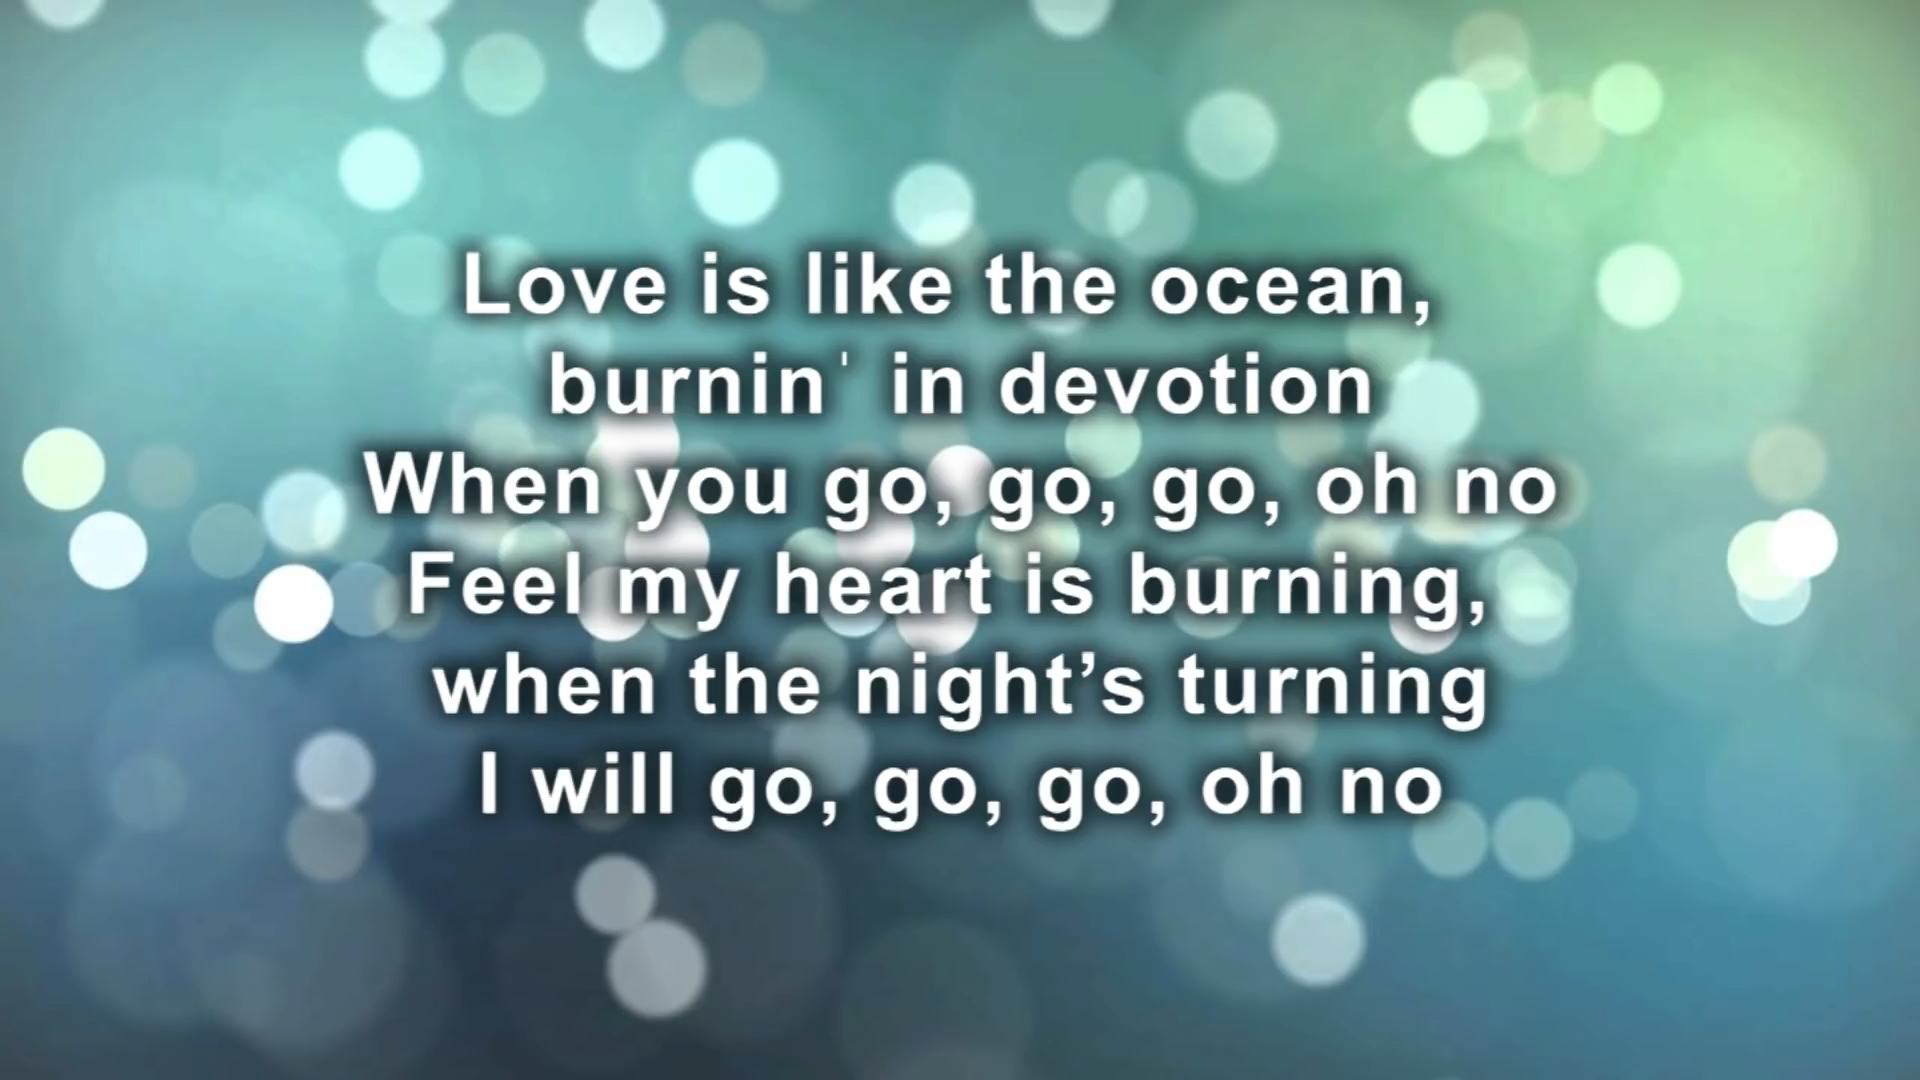 Love is like the ocean,
burnin' in devotion
When you go, go, go, oh no
Feel my heart is burning,
when the night’s turning
I will go, go, go, oh no